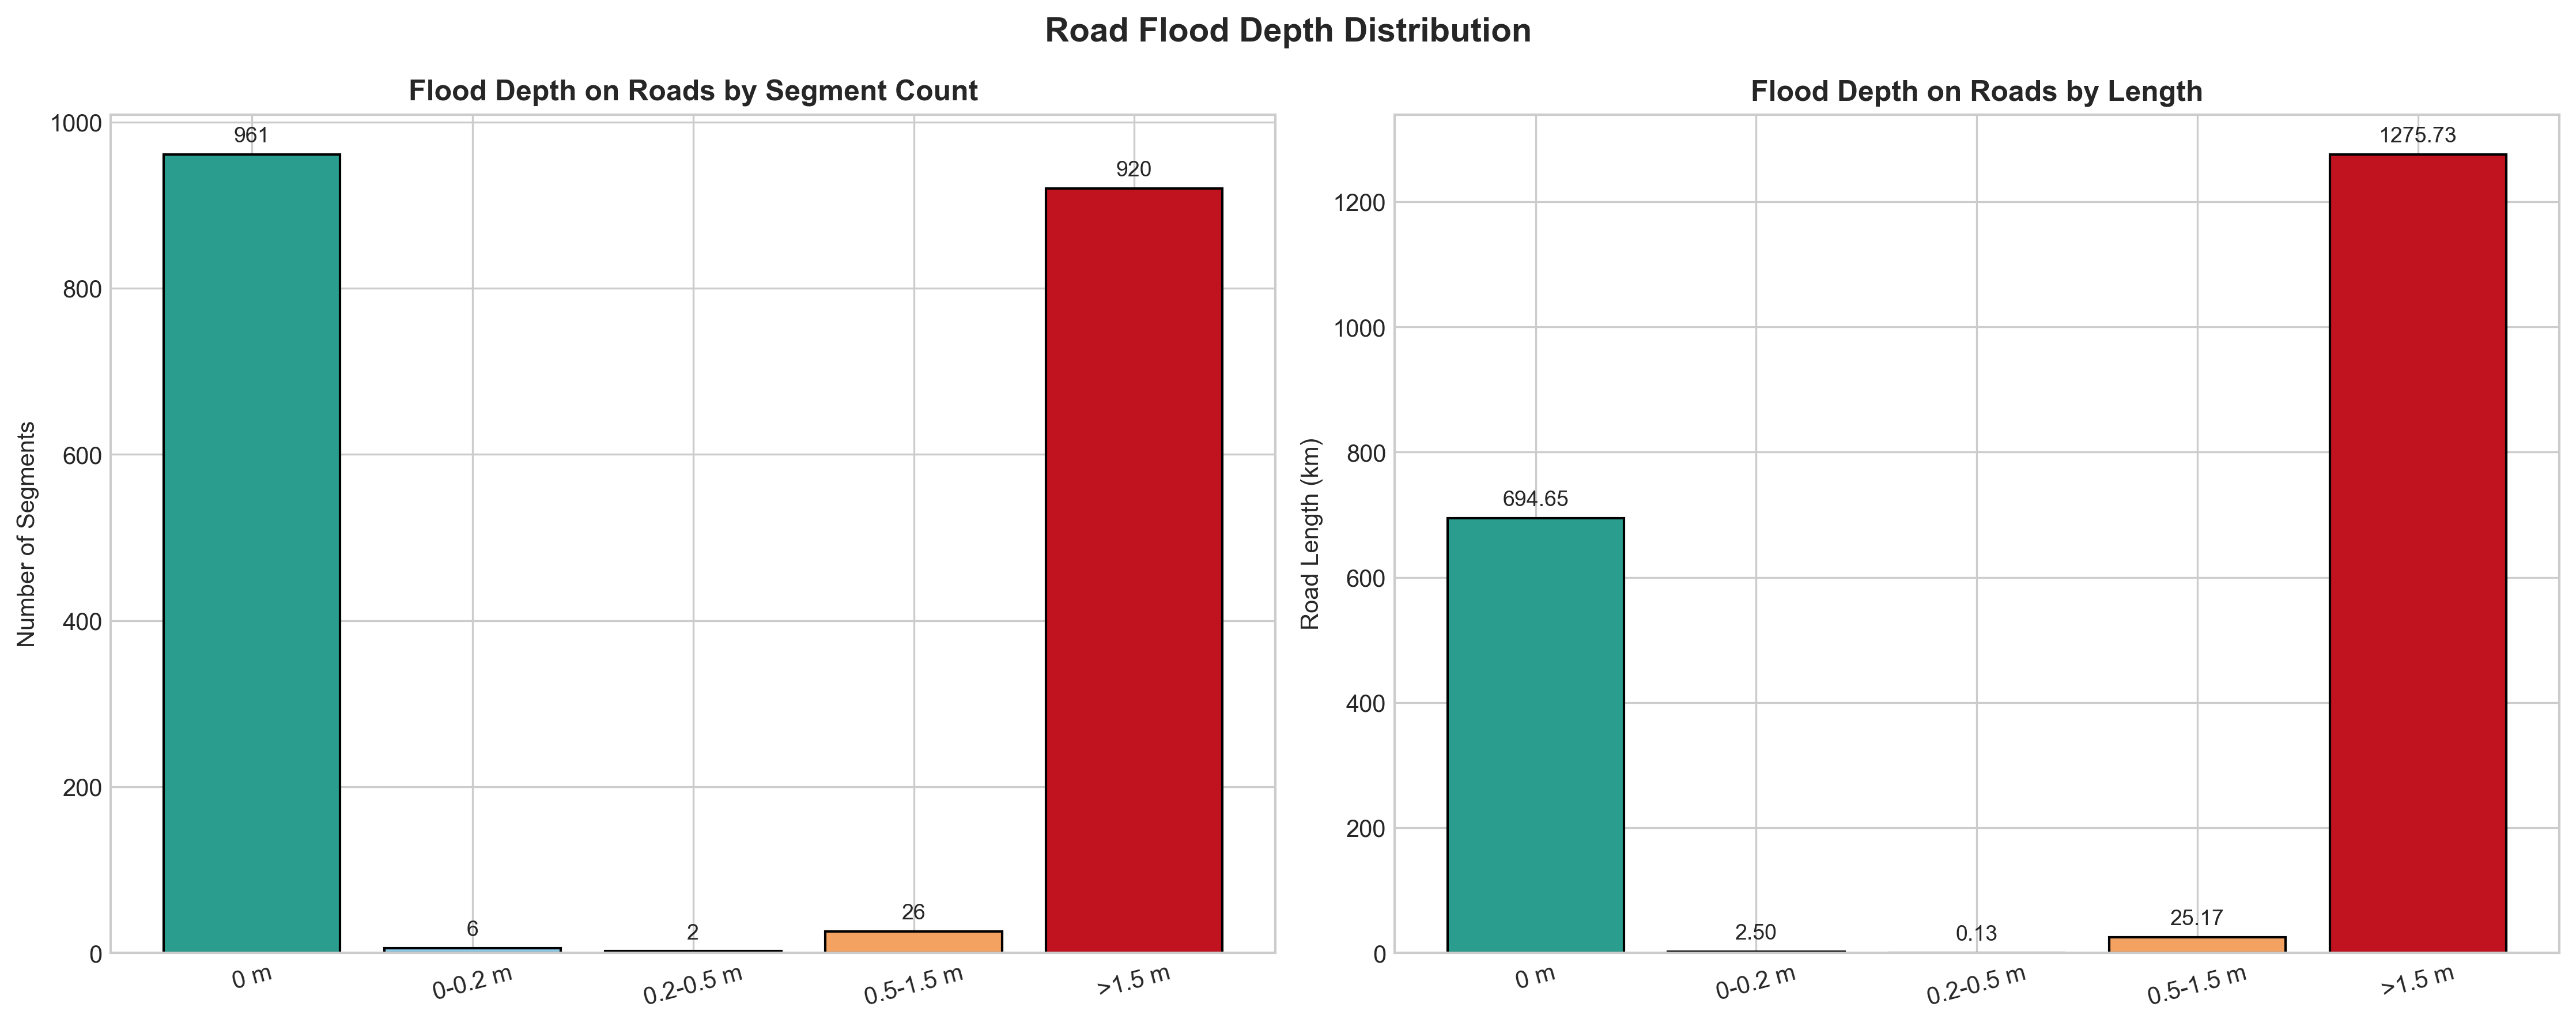 Road Flood Depth Distribution
Flood Depth on Roads by Segment Count
Number of Segments
1000
800
600
400
200
0
961
6
2
26
920
0 m
0-0.2 m
0.2-0.5 m
0.5-1.5 m
>1.5 m
Flood Depth on Roads by Length
Road Length (km)
1200
1000
800
600
400
200
0
694.65
2.50
0.13
25.17
1275.73
0 m
0-0.2 m
0.2-0.5 m
0.5-1.5 m
>1.5 m